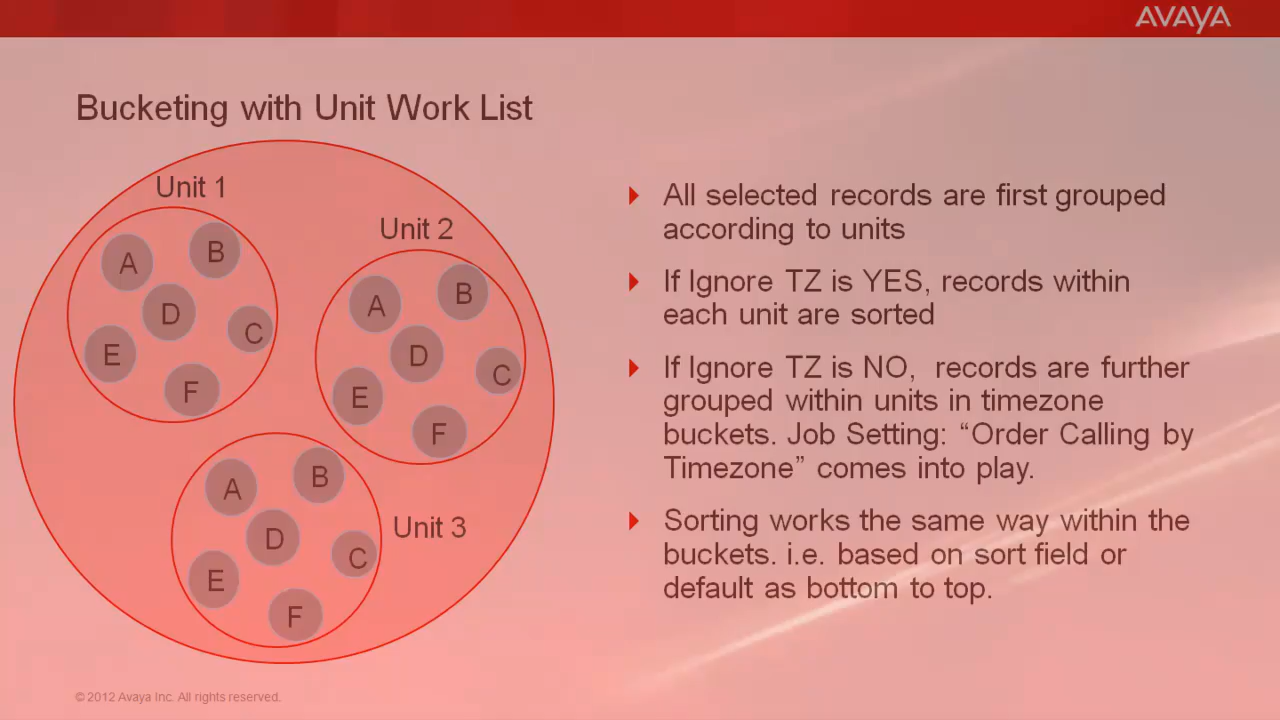 AVAYA
Bucketing with Unit Work List
Unit 1
A
B
D
C
E
F
Unit 2
A
B
D
C
E
F
Unit 3
A
B
D
C
E
F
All selected records are first grouped
according to units
If Ignore TZ is YES, records within
each unit are sorted
If Ignore TZ is NO,  records are further
grouped within units in timezone
buckets. Job Setting: “Order Calling by
Timezone” comes into play.
Sorting works the same way within the
buckets. i.e. based on sort field or
default as bottom to top.
© 2012 Avaya Inc. All rights reserved.